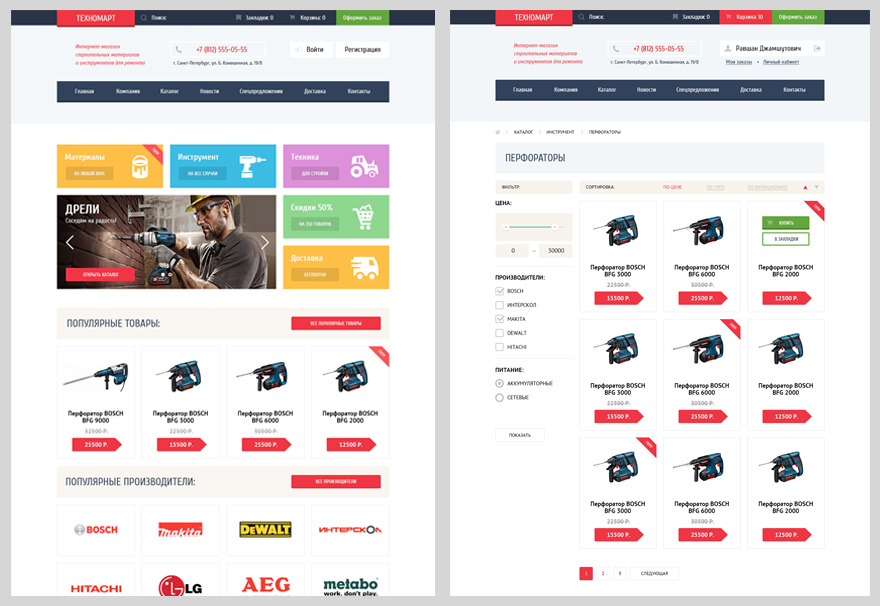 ТЕХНОМАРТ
Поиск:
Закладки: 0
Корзина: 0
Оформить заказ
Интернет-магазин
строительных материалов
и инструментов для ремонта
+7 (812) 555-05-55
г. Санкт-Петербург, ул. Б. Конюшенная, д. 19/8
Войти
Регистрация
Главная
Компания
Каталог
Новости
Спецпредложения
Доставка
Контакты
Материалы
НА ЛЮБОЙ ВКУС
Инструмент
НА ВСЕ СЛУЧАИ
Техника
ДЛЯ СТРОЙКИ
ДРЕЛИ
Соседям на радость!
ОТКРЫТЬ КАТАЛОГ
Скидки 50%
НА 350 ТОВАРОВ
Доставка
БЕСПЛАТНО
ПОПУЛЯРНЫЕ ТОВАРЫ:
ВСЕ ПОПУЛЯРНЫЕ ТОВАРЫ
Перфоратор BOSCH
BFG 9000
32500 Р.
25500 Р.
Перфоратор BOSCH
BFG 3000
22500 Р.
15500 Р.
Перфоратор BOSCH
BFG 6000
30500 Р.
25500 Р.
Перфоратор BOSCH
BFG 2000
12500 Р.
ПОПУЛЯРНЫЕ ПРОИЗВОДИТЕЛИ:
ВСЕ ПРОИЗВОДИТЕЛИ
BOSCH
Makita
DEWALT
ИНТЕРСКОЛ
HITACHI
LG
AEG
metabo
work. don't play.
ТЕХНОМАРТ
Поиск:
Закладки: 0
Корзина: 10
Оформить заказ
Интернет-магазин
строительных материалов
и инструментов для ремонта
+7 (812) 555-05-55
г. Санкт-Петербург, ул. Б. Конюшенная, д. 19/8
Равшан Джамшутович
Мои заказы • Личный кабинет
Главная
Компания
Каталог
Новости
Спецпредложения
Доставка
Контакты
КАТАЛОГ
ИНСТРУМЕНТ
ПЕРФОРАТОРЫ
ПЕРФОРАТОРЫ
ФИЛЬТР:
ЦЕНА:
0 – 30000
ПРОИЗВОДИТЕЛИ:
BOSCH
ИНТЕРСКОЛ
MAKITA
DEWALT
HITACHI
ПИТАНИЕ:
АККУМУЛЯТОРНЫЕ
СЕТЕВЫЕ
ПОКАЗАТЬ
СОРТИРОВКА:
ПО ЦЕНЕ
ПО ТИПУ
ПО ФУНКЦИОНАЛУ
Перфоратор BOSCH
BFG 3000
22500 Р.
15500 Р.
Перфоратор BOSCH
BFG 6000
30500 Р.
25500 Р.
КУПИТЬ
В ЗАКЛАДКИ
Перфоратор BOSCH
BFG 2000
12500 Р.
Перфоратор BOSCH
BFG 3000
22500 Р.
15500 Р.
Перфоратор BOSCH
BFG 6000
30500 Р.
25500 Р.
Перфоратор BOSCH
BFG 2000
12500 Р.
Перфоратор BOSCH
BFG 3000
22500 Р.
15500 Р.
Перфоратор BOSCH
BFG 6000
30500 Р.
25500 Р.
Перфоратор BOSCH
BFG 2000
12500 Р.
1
2
3
СЛЕДУЮЩАЯ